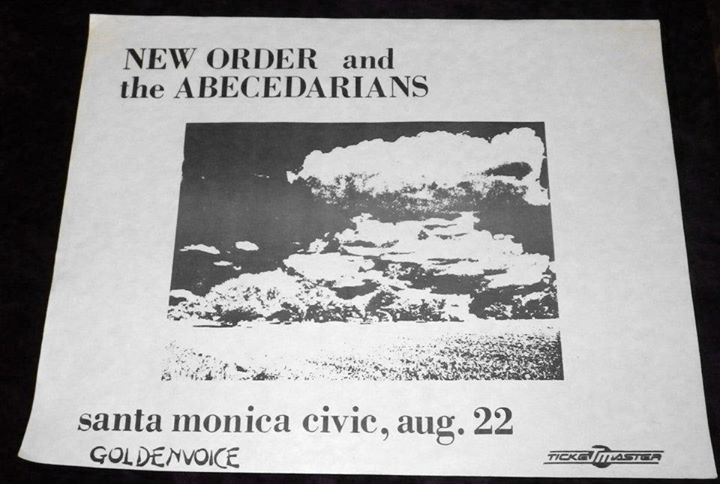 NEW ORDER and
the ABECEDARIANS
santa monica civic, aug. 22
GOLDENVOICE
TICKETMASTER